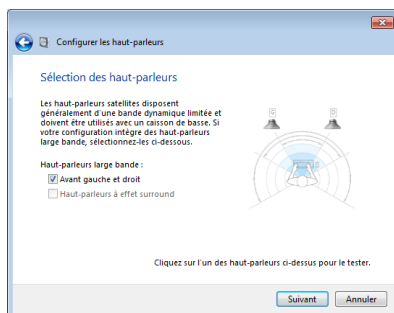 Configurer les haut-parleurs
Sélection des haut-parleurs
Les haut-parleurs satellites disposent
généralement d'une bande dynamique limitée et
doivent être utilisés avec un caisson de basse. Si
votre configuration intègre des haut-parleurs
large bande, sélectionnez-les ci-dessous.
Haut-parleurs large bande :
Avant gauche et droit
Haut-parleurs à effet surround
G
D
Cliquez sur l'un des haut-parleurs ci-dessus pour le tester.
Suivant
Annuler